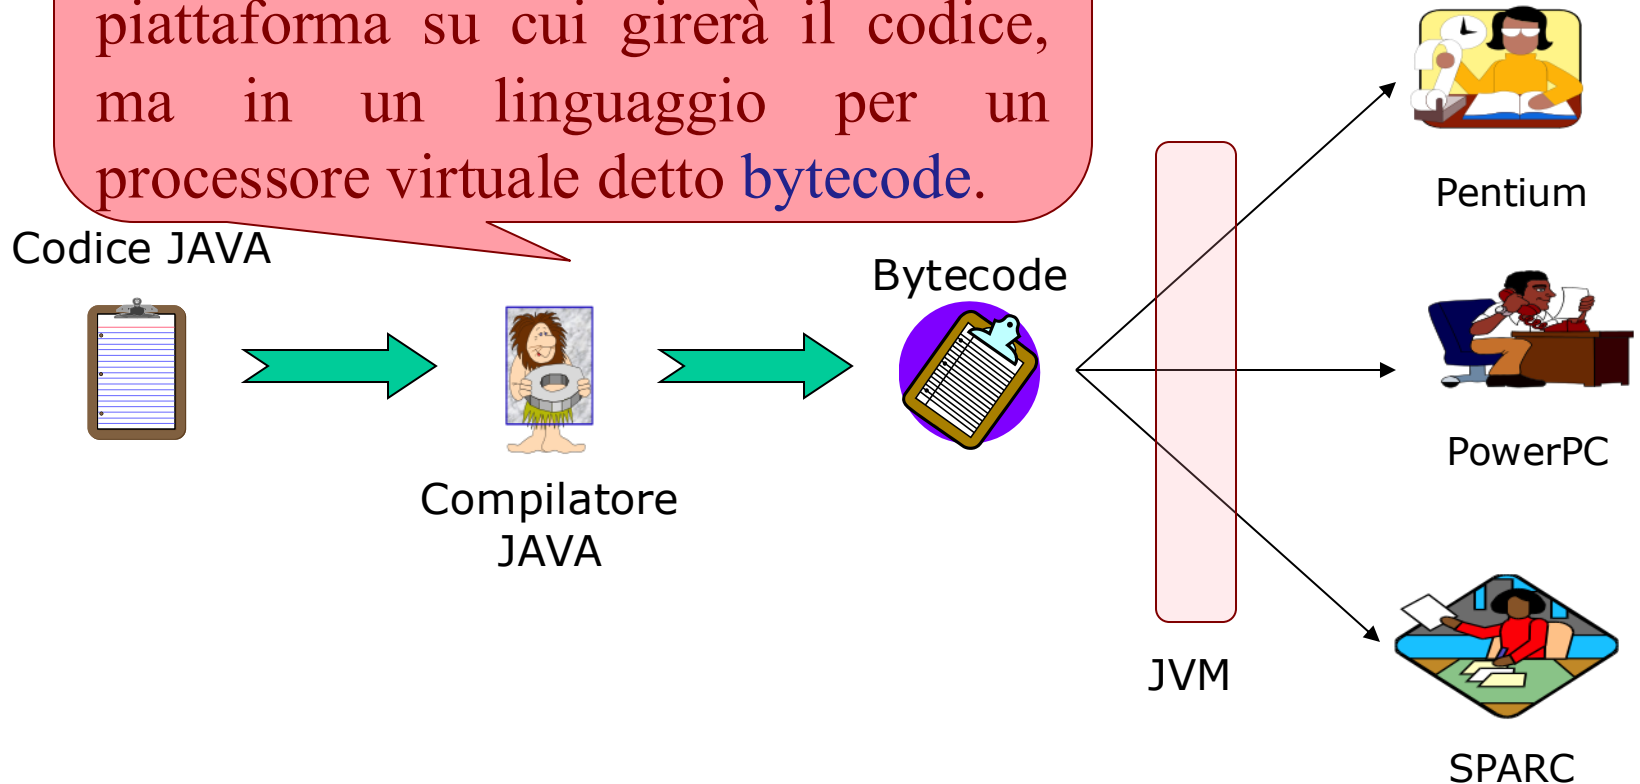 piattaforma su cui girerà il codice,
ma in un linguaggio per un
processore virtuale detto bytecode.
Codice JAVA
Bytecode
Compilatore
JAVA
JVM
Pentium
PowerPC
SPARC